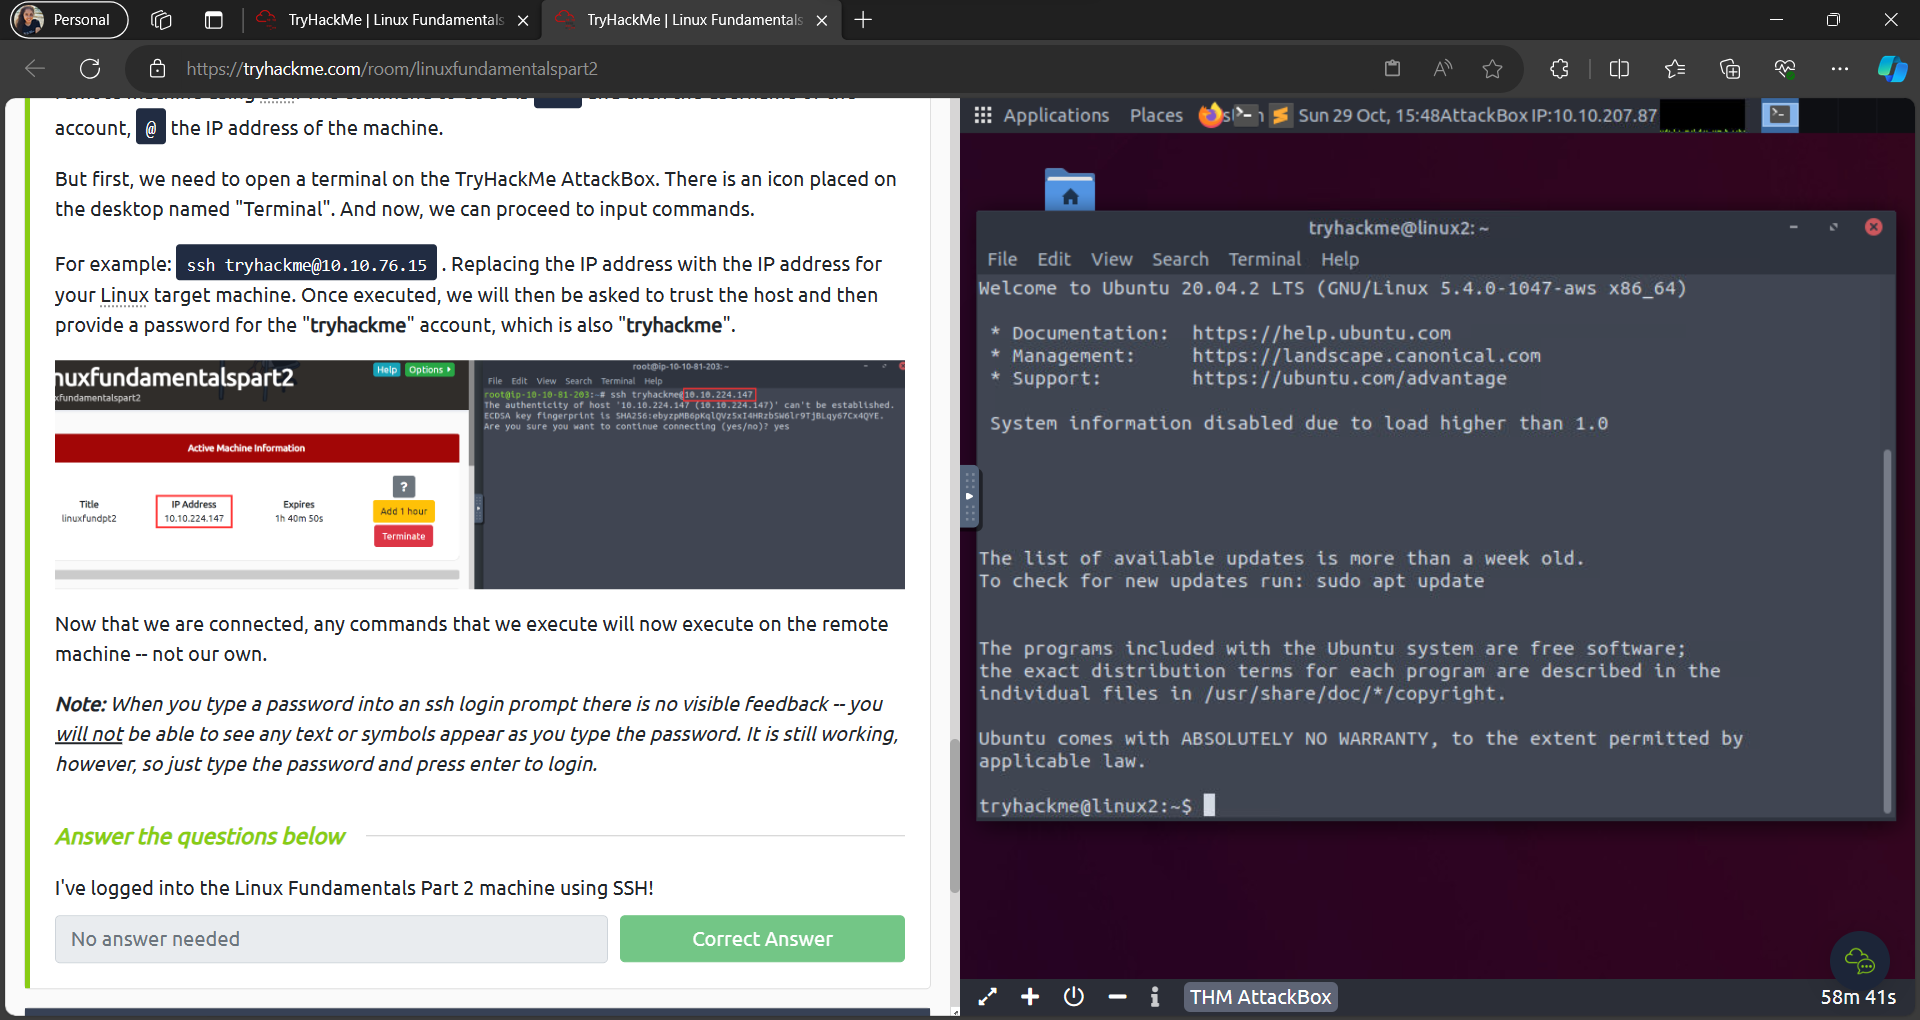 Personal
TryHackMe | Linux Fundamentals
TryHackMe | Linux Fundamentals
https://tryhackme.com/room/linuxfundamentalspart2
account, @ the IP address of the machine.
But first, we need to open a terminal on the TryHackMe AttackBox. There is an icon placed on
the desktop named "Terminal". And now, we can proceed to input commands.
For example: ssh tryhackme@10.10.76.15 . Replacing the IP address with the IP address for
your Linux target machine. Once executed, we will then be asked to trust the host and then
provide a password for the "tryhackme" account, which is also "tryhackme".
nuxfundamentalspart2
xfundamentalspart2
Help Options
Active Machine Information
Title IP Address Expires ?
linuxfundpt2 10.10.224.147 1h 40m 50s
Add 1 hour
Terminate
root@ip-10-10-81-203: ~
File Edit View Search Terminal Help
root@ip-10-10-81-203:~# ssh tryhackme@10.10.224.147
The authenticity of host '10.10.224.147 (10.10.224.147)' can't be established.
Are you sure you want to continue connecting (yes/no)? yes
Now that we are connected, any commands that we execute will now execute on the remote
machine -- not our own.
Note: When you type a password into an ssh login prompt there is no visible feedback -- you
will not be able to see any text or symbols appear as you type the password. It is still working,
however, so just type the password and press enter to login.
Answer the questions below
I've logged into the Linux Fundamentals Part 2 machine using SSH!
No answer needed
Correct Answer
Applications Places Sun 29 Oct, 15:48 AttackBox IP:10.10.207.87
tryhackme@linux2: ~
File Edit View Search Terminal Help
Welcome to Ubuntu 20.04.2 LTS (GNU/Linux 5.4.0-1047-aws x86_64)
* Documentation: https://help.ubuntu.com
* Management: https://landscape.canonical.com
* Support: https://ubuntu.com/advantage
System information disabled due to load higher than 1.0
The list of available updates is more than a week old.
To check for new updates run: sudo apt update
The programs included with the Ubuntu system are free software;
the exact distribution terms for each program are described in the
individual files in /usr/share/doc/*/copyright.
Ubuntu comes with ABSOLUTELY NO WARRANTY, to the extent permitted by
applicable law.
tryhackme@linux2:~$
THM AttackBox
58m 41s